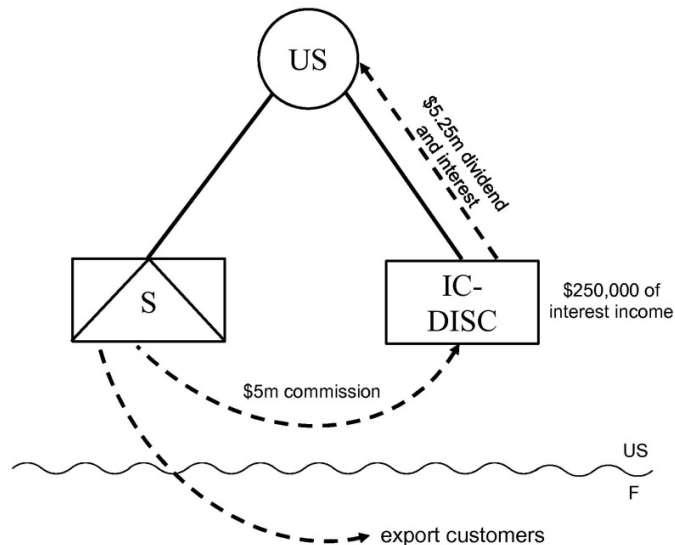 US
$5.25m dividend
and interest
S
IC-
DISC
$250,000 of
interest income
$5m commission
US
F
export customers